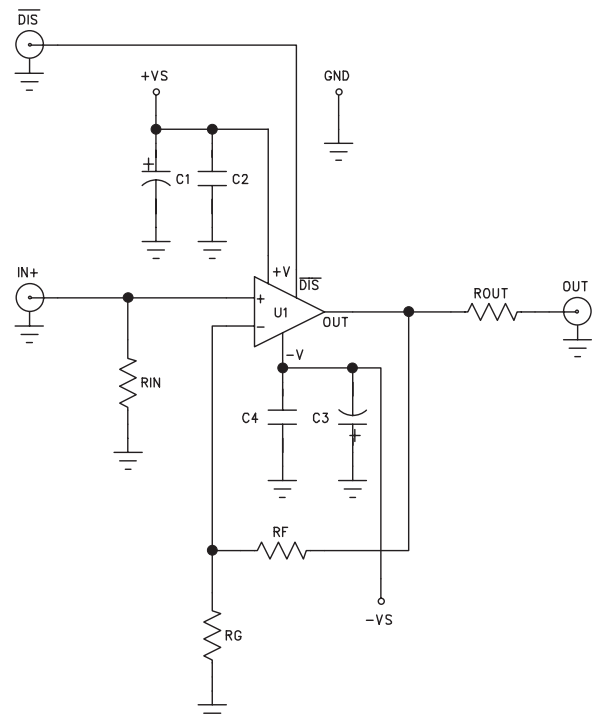 DIS
+VS
GND
+
C1
C2
IN+
+V
DIS
+
−
U1
OUT
ROUT
OUT
−V
RIN
C4
C3
+
RF
−VS
RG